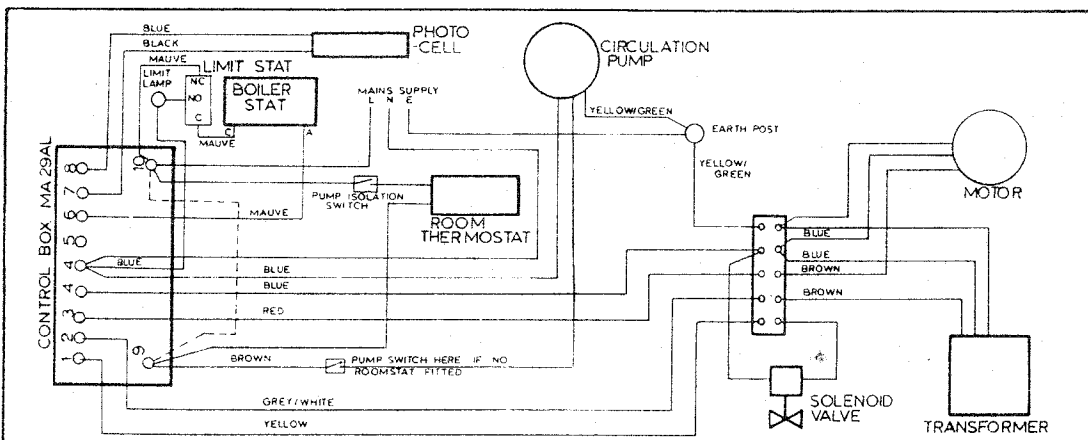 BLUE
BLACK
PHOTO
-CELL
MAUVE
LIMIT
LAMP
LIMIT STAT
NC
NO
C
BOILER
STAT
C
A
MAUVE
MAINS SUPPLY
L N E
CIRCULATION
PUMP
YELLOW/GREEN
EARTH POST
YELLOW/
GREEN
MOTOR
CONTROL BOX MA 29AL
8
7
6
5
4
4
3
2
1
10
9
PUMP ISOLATION
SWITCH
ROOM
THERMOSTAT
MAUVE
BLUE
BLUE
BLUE
RED
BROWN
PUMP SWITCH HERE IF NO
ROOMSTAT FITTED
GREY/WHITE
YELLOW
BLUE
BLUE
BROWN
BROWN
SOLENOID
VALVE
TRANSFORMER